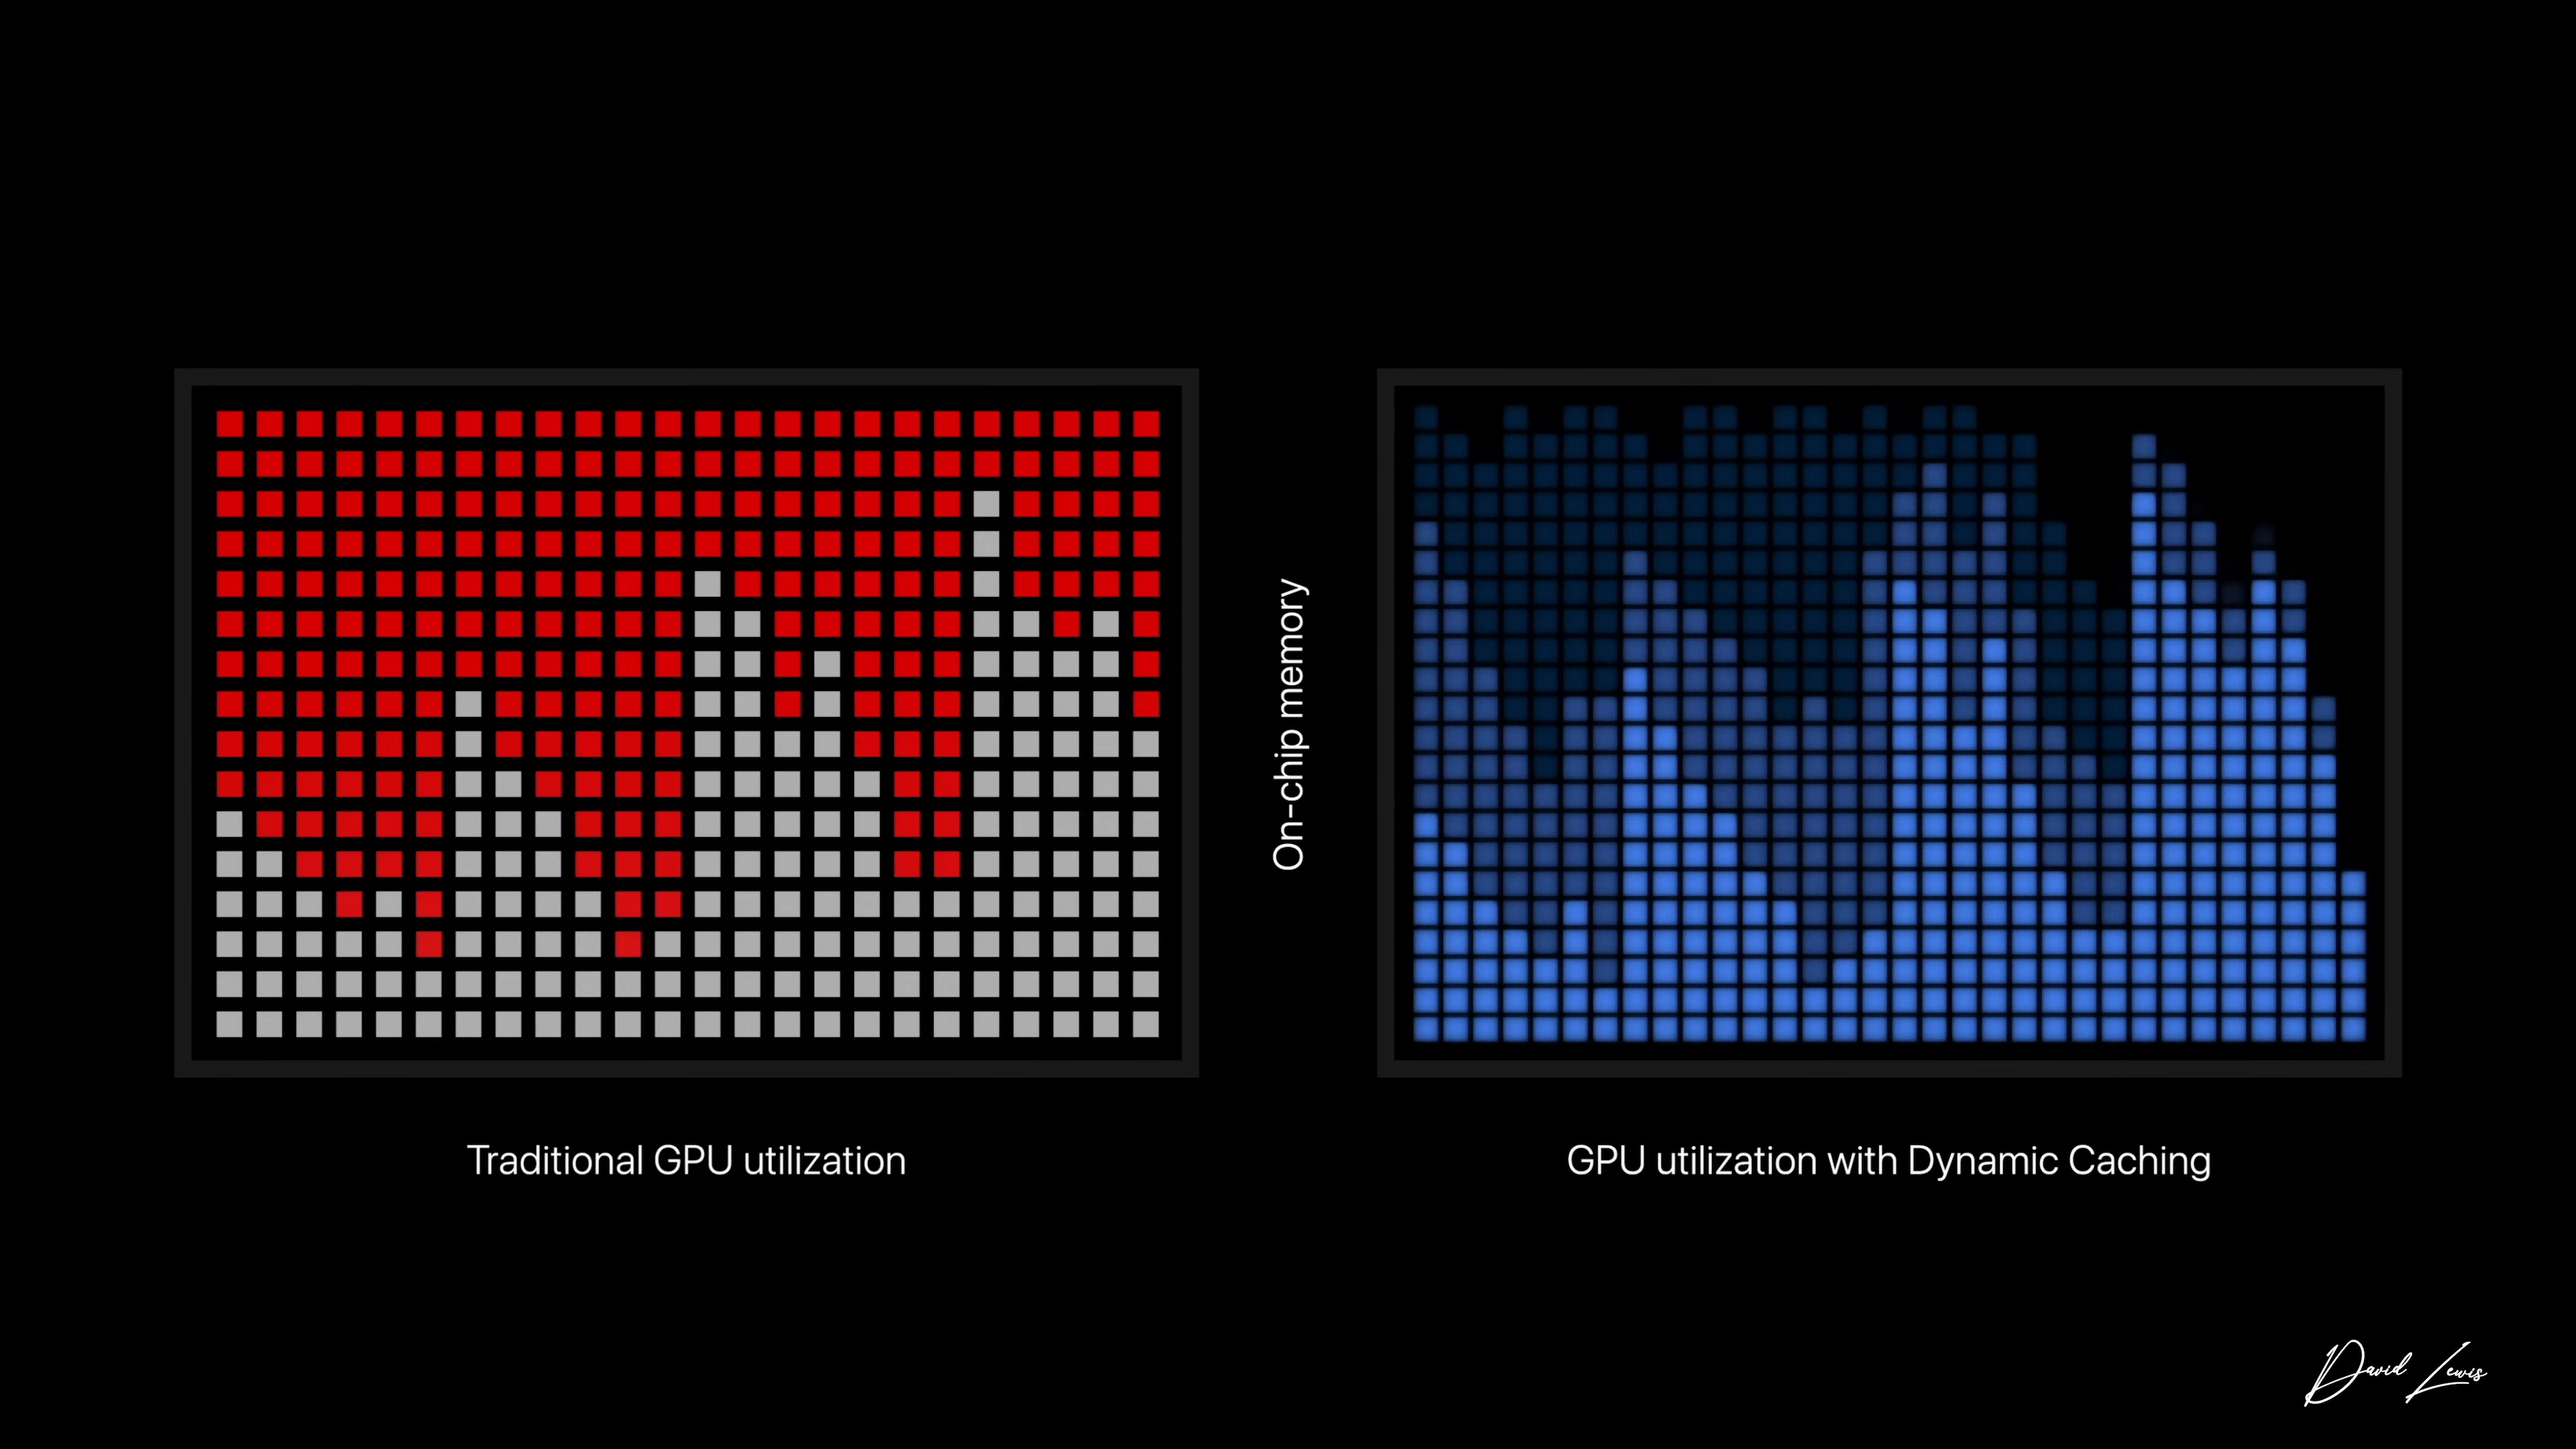 On-chip memory
Traditional GPU utilization
GPU utilization with Dynamic Caching
David Lewis